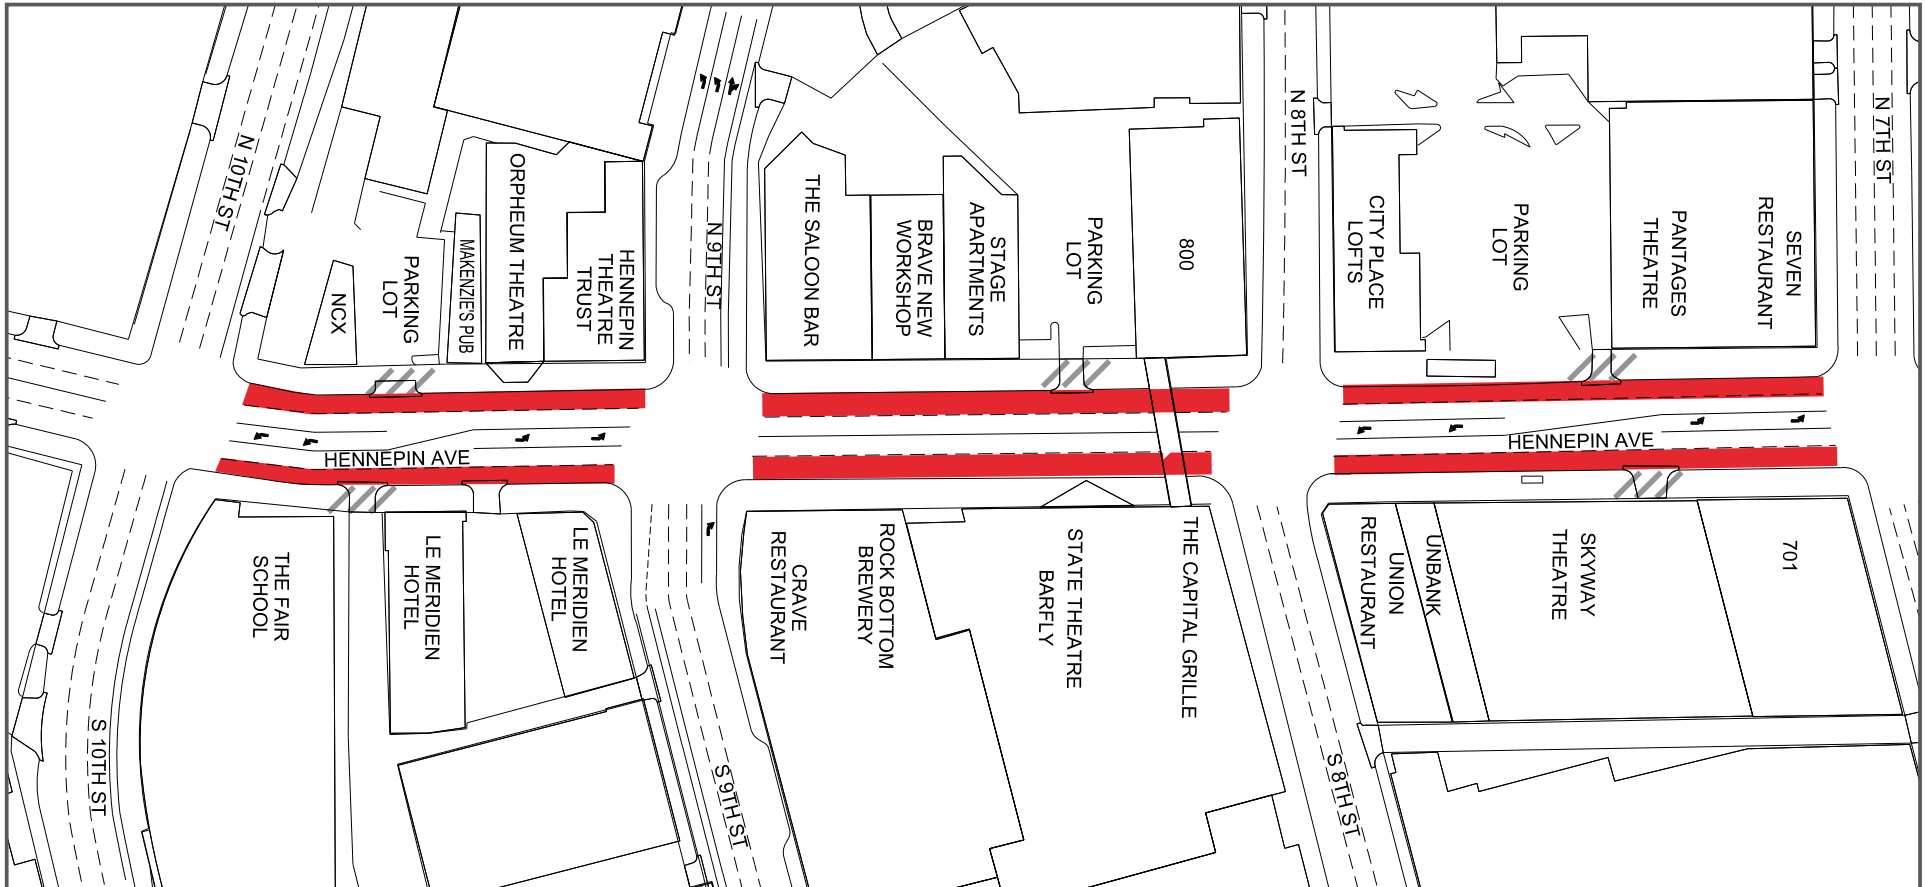 N 10TH ST
NCX
PARKING
LOT
MAKENZIE'S PUB
ORPHEUM THEATRE
HENNEPIN
THEATRE
TRUST
N 9TH ST
THE SALOON BAR
BRAVE NEW
WORKSHOP
STAGE
APARTMENTS
PARKING
LOT
800
N 8TH ST
CITY PLACE
LOFTS
PARKING
LOT
PANTAGES
THEATRE
SEVEN
RESTAURANT
N 7TH ST
HENNEPIN AVE
HENNEPIN AVE
S 10TH ST
THE FAIR
SCHOOL
LE MERIDIEN
HOTEL
LE MERIDIEN
HOTEL
S 9TH ST
CRAVE
RESTAURANT
ROCK BOTTOM
BREWERY
STATE THEATRE
BARFLY
THE CAPITAL GRILLE
S 8TH ST
UNION
RESTAURANT
UNBANK
SKYWAY
THEATRE
701